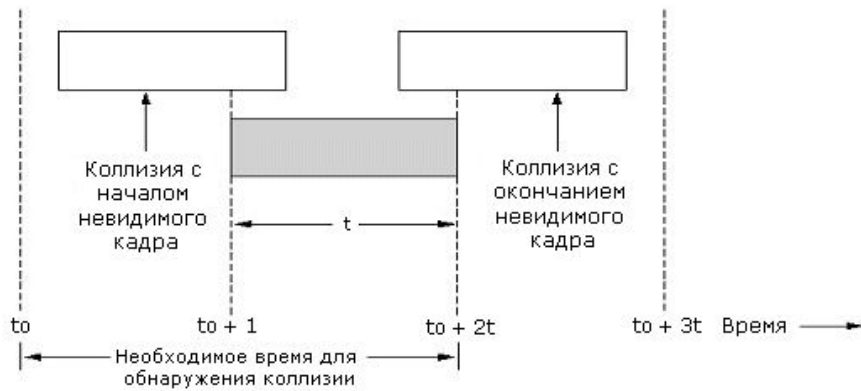 Коллизия с
началом
невидимого
кадра
t
Коллизия с
окончанием
невидимого
кадра
to
to + 1
to + 2t
to + 3t
Время
Необходимое время для
обнаружения коллизии